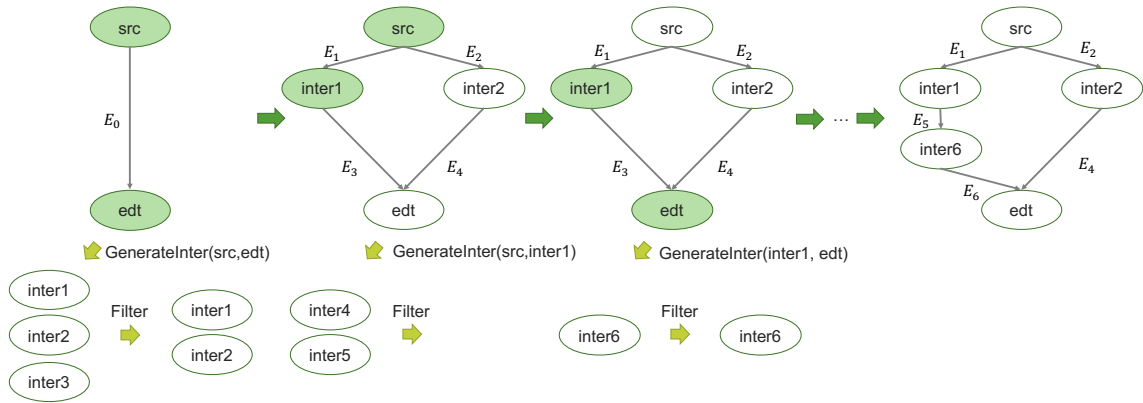 src
E₀
edt
src
E₁
E₂
inter1
inter2
E₃
E₄
edt
src
E₁
E₂
inter1
inter2
E₃
E₄
edt
...
src
E₁
E₂
inter1
inter2
E₅
inter6
E₆
E₄
edt
GenerateInter(src,edt)
GenerateInter(src,inter1)
GenerateInter(inter1, edt)
inter1
inter2
inter3
Filter
inter1
inter2
inter4
inter5
Filter
inter6
Filter
inter6